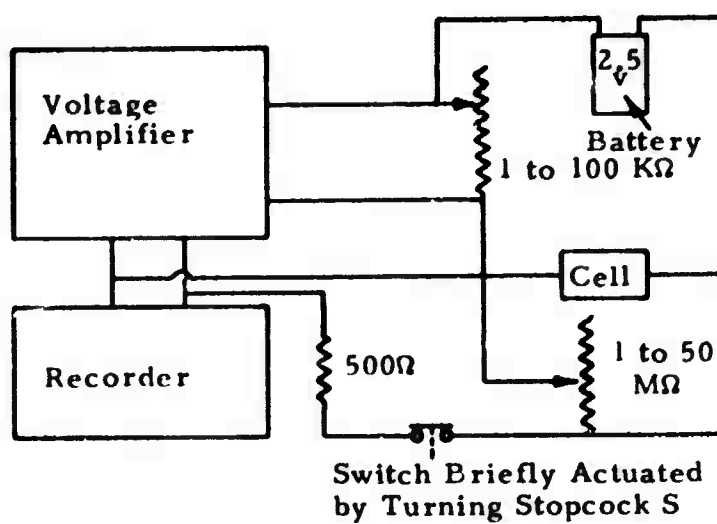 Voltage
Amplifier
2.5
v
Battery
1 to 100 KΩ
Cell
500Ω
1 to 50
MΩ
Recorder
Switch Briefly Actuated
by Turning Stopcock S